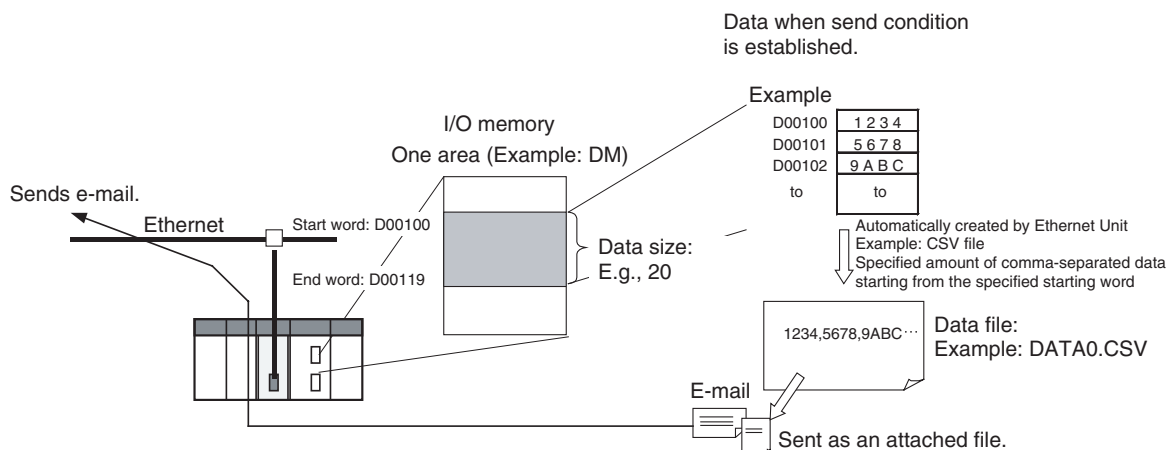 Data when send condition
is established.
Example
D00100 1 2 3 4
D00101 5 6 7 8
D00102 9 A B C
to to
I/O memory
One area (Example: DM)
Sends e-mail.
Ethernet
Start word: D00100
End word: D00119
Data size:
E.g., 20
Automatically created by Ethernet Unit
Example: CSV file
Specified amount of comma-separated data
starting from the specified starting word
1234,5678,9ABC⋯
Data file:
Example: DATA0.CSV
E-mail
Sent as an attached file.